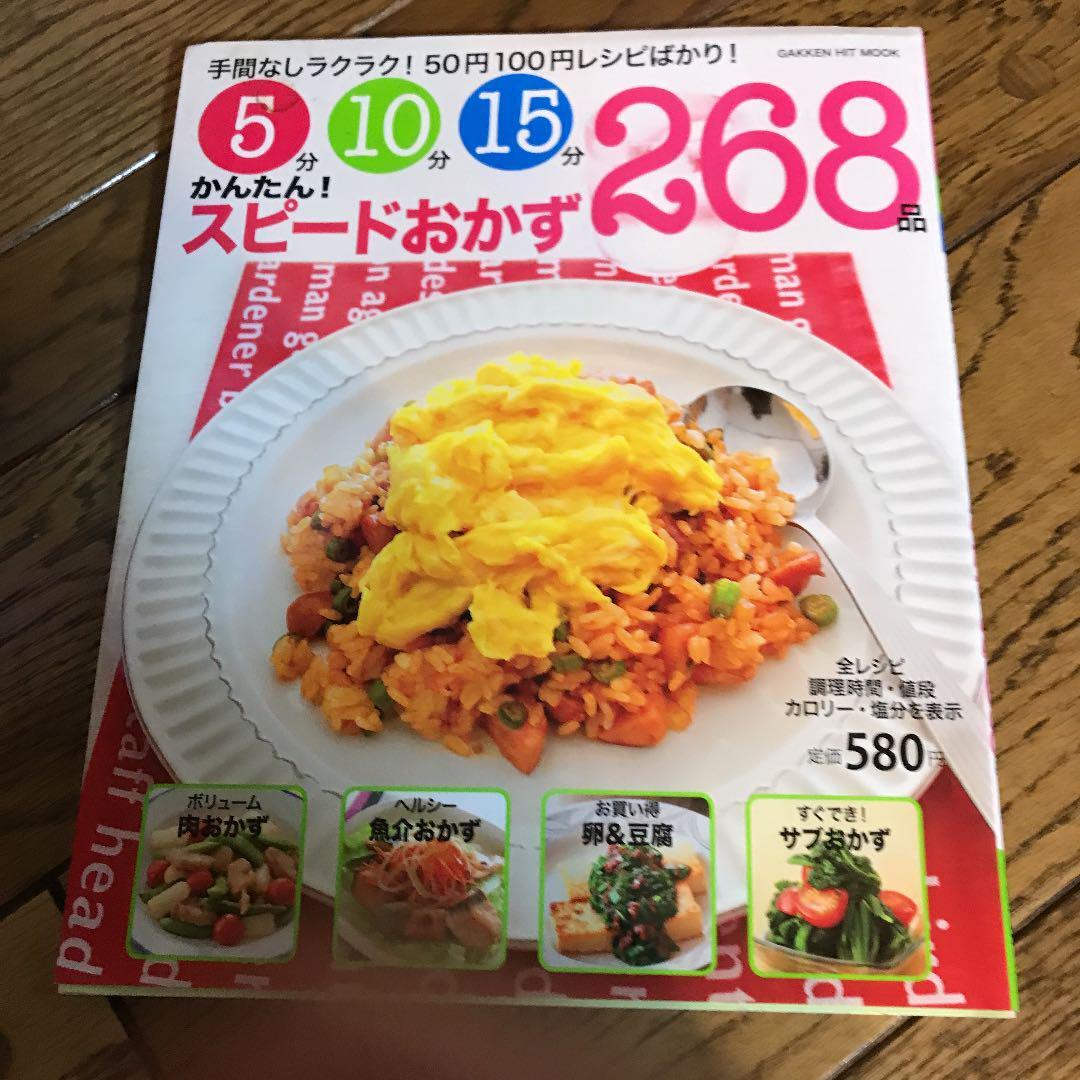 手間なしラクラク！50円100円レシピばかり！
GAKKEN HIT MOOK
5分 10分 15分
かんたん！
スピードおかず
268品
全レシピ
調理時間・値段
カロリー・塩分を表示
定価580円
ボリューム
肉おかず
ヘルシー
魚介おかず
お買い得
卵&豆腐
すぐでき！
サブおかず
ardener
man
man
ardener
head